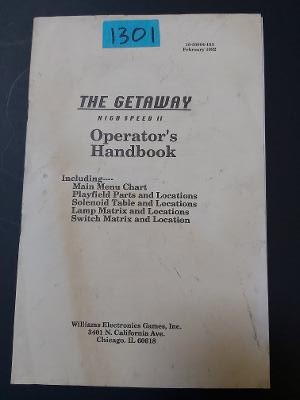 1301
February 1992
THE GETAWAY
HIGH SPEED II
Operator's
Handbook
Including----
Main Menu Chart
Playfield Parts and Locations
Solenoid Table and Locations
Lamp Matrix and Locations
Switch Matrix and Location
Williams Electronics Games, Inc.
3401 N. California Ave.
Chicago, IL 60618